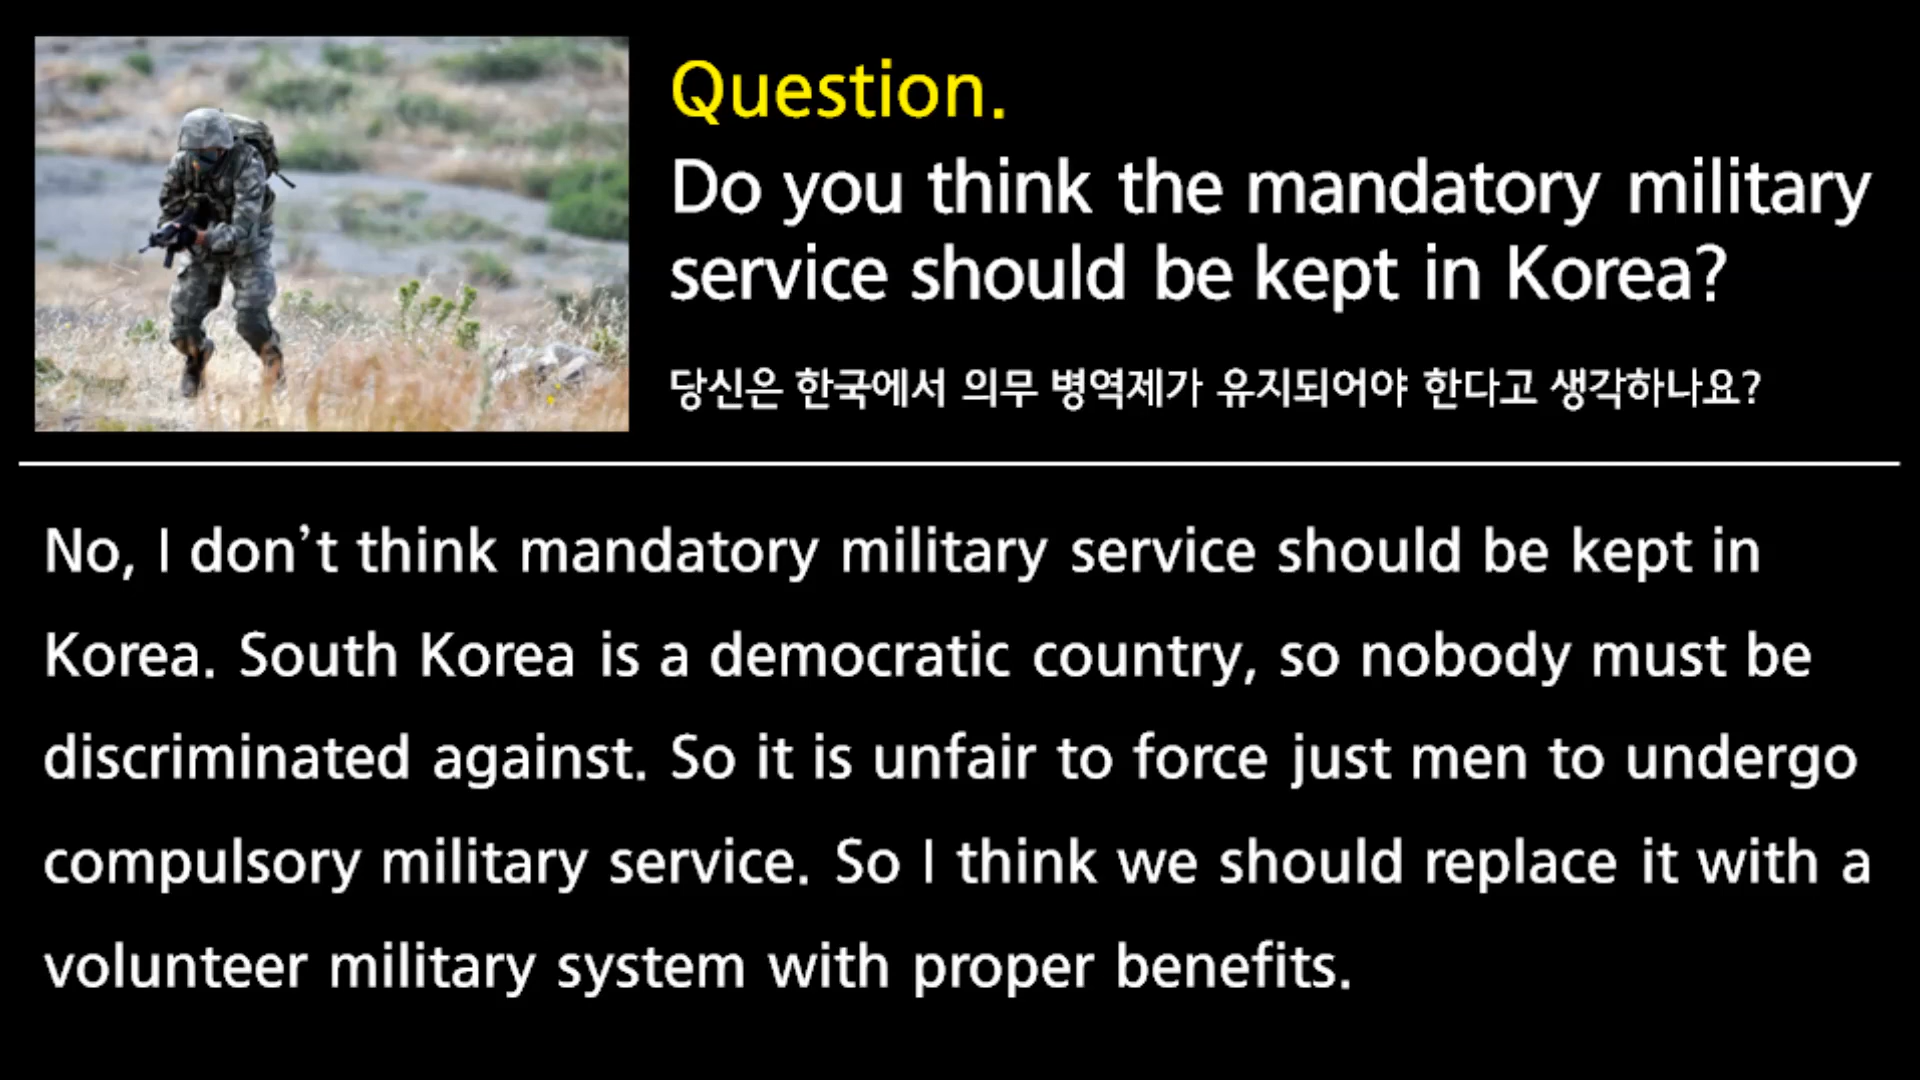 Question.
Do you think the mandatory military
service should be kept in Korea?
당신은 한국에서 의무 병역제가 유지되어야 한다고 생각하나요?
No, I don’t think mandatory military service should be kept in
Korea. South Korea is a democratic country, so nobody must be
discriminated against. So it is unfair to force just men to undergo
compulsory military service. So I think we should replace it with a
volunteer military system with proper benefits.